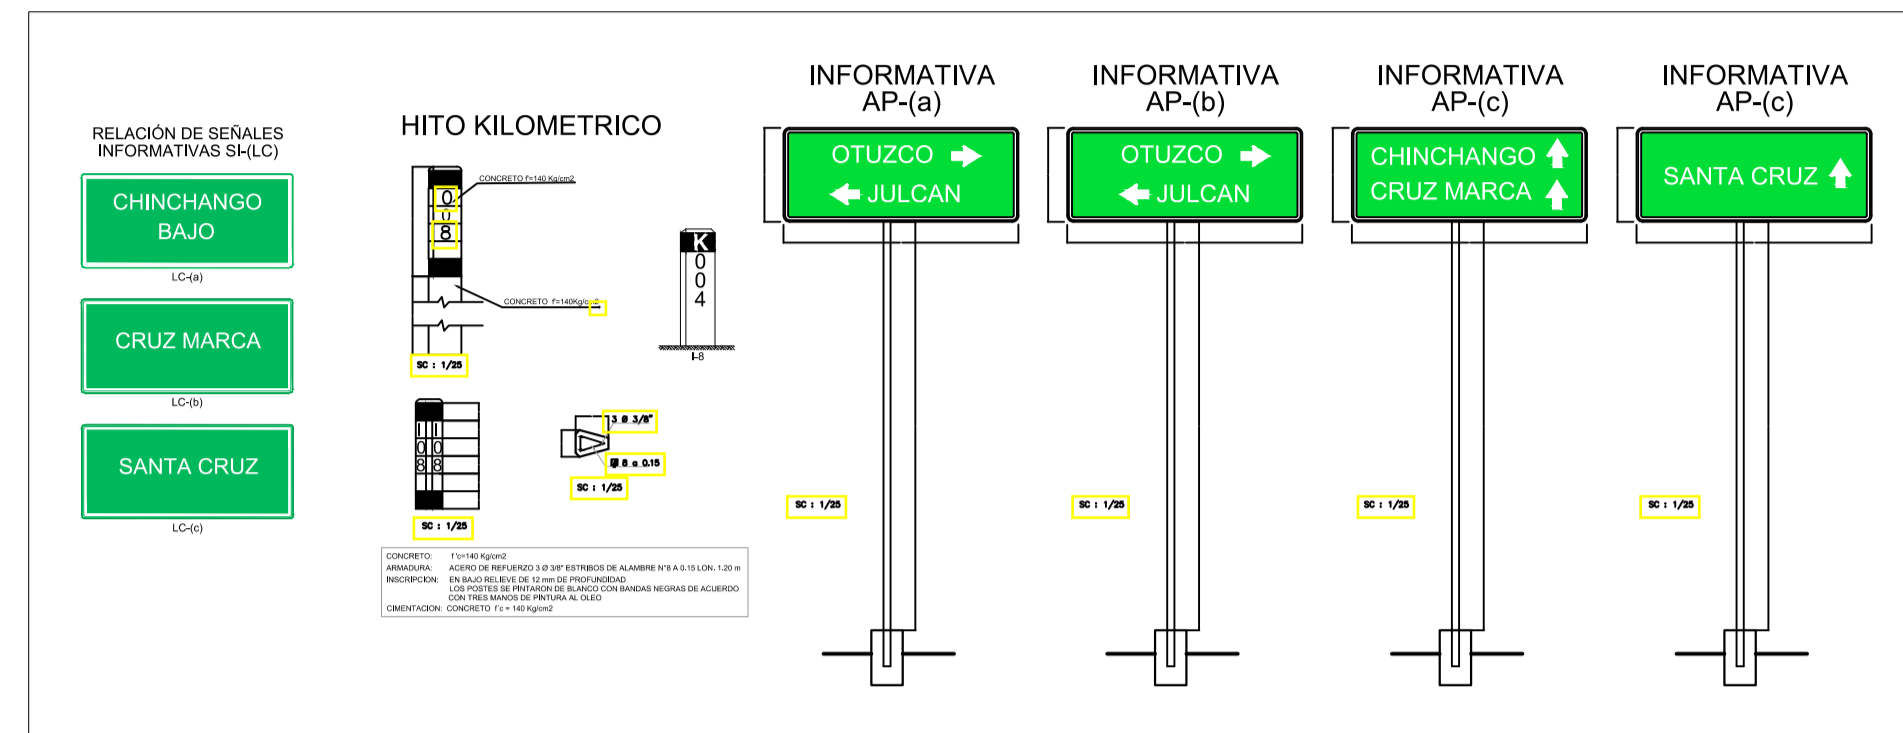 RELACIÓN DE SEÑALES
INFORMATIVAS SI-(LC)
CHINCHANGO
BAJO
LC-(a)
CRUZ MARCA
LC-(b)
SANTA CRUZ
LC-(c)
HITO KILOMETRICO
CONCRETO f'=140 Kg/cm2
0
0
8
CONCRETO f'=140Kg/cm2
SC : 1/25
K
0
0
4
I-8
I I
0 0
8 8
SC : 1/25
3 Ø 3/8"
8 a 0.15
SC : 1/25
CONCRETO: f'c=140 Kg/cm2
ARMADURA: ACERO DE REFUERZO 3 Ø 3/8" ESTRIBOS DE ALAMBRE N°8 A 0.15 LON. 1.20 m
INSCRIPCION: EN BAJO RELIEVE DE 12 mm DE PROFUNDIDAD
LOS POSTES SE PINTARON DE BLANCO CON BANDAS NEGRAS DE ACUERDO
CON TRES MANOS DE PINTURA AL OLEO
CIMENTACION: CONCRETO f'c = 140 Kg/cm2
INFORMATIVA
AP-(a)
OTUZCO
JULCAN
SC : 1/25
INFORMATIVA
AP-(b)
OTUZCO
JULCAN
SC : 1/25
INFORMATIVA
AP-(c)
CHINCHANGO
CRUZ MARCA
SC : 1/25
INFORMATIVA
AP-(c)
SANTA CRUZ
SC : 1/25